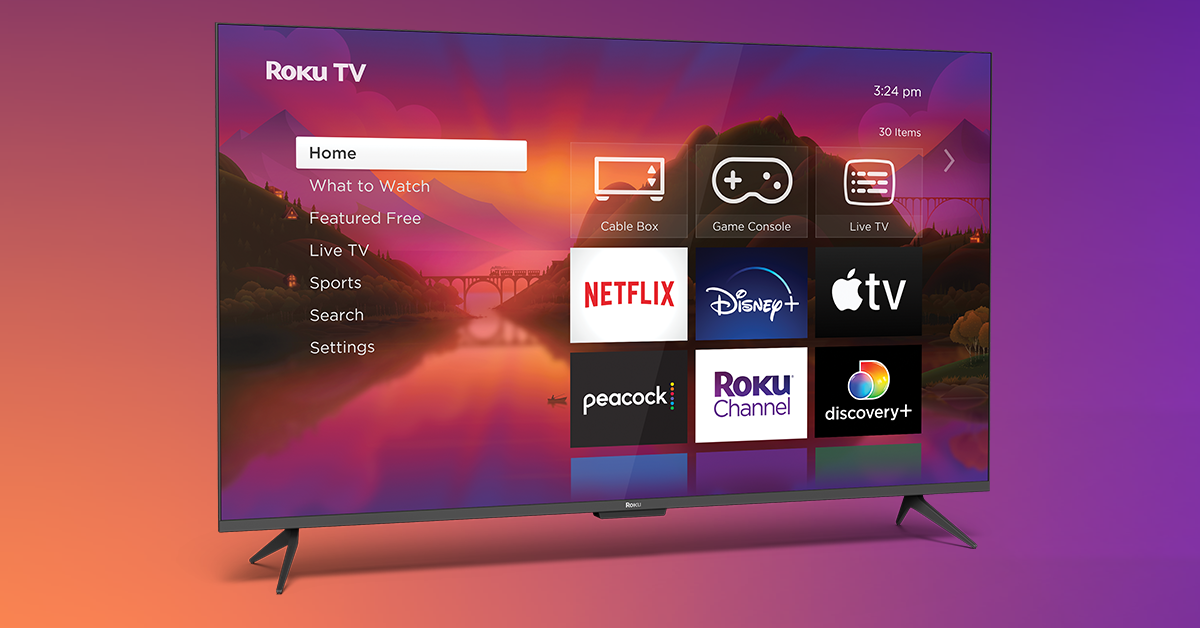 Roku TV
3:24 pm
30 Items
Home
What to Watch
Featured Free
Live TV
Sports
Search
Settings
Cable Box
Game Console
Live TV
NETFLIX
Disney+
tv
peacock
Roku
Channel
discovery+
Roku